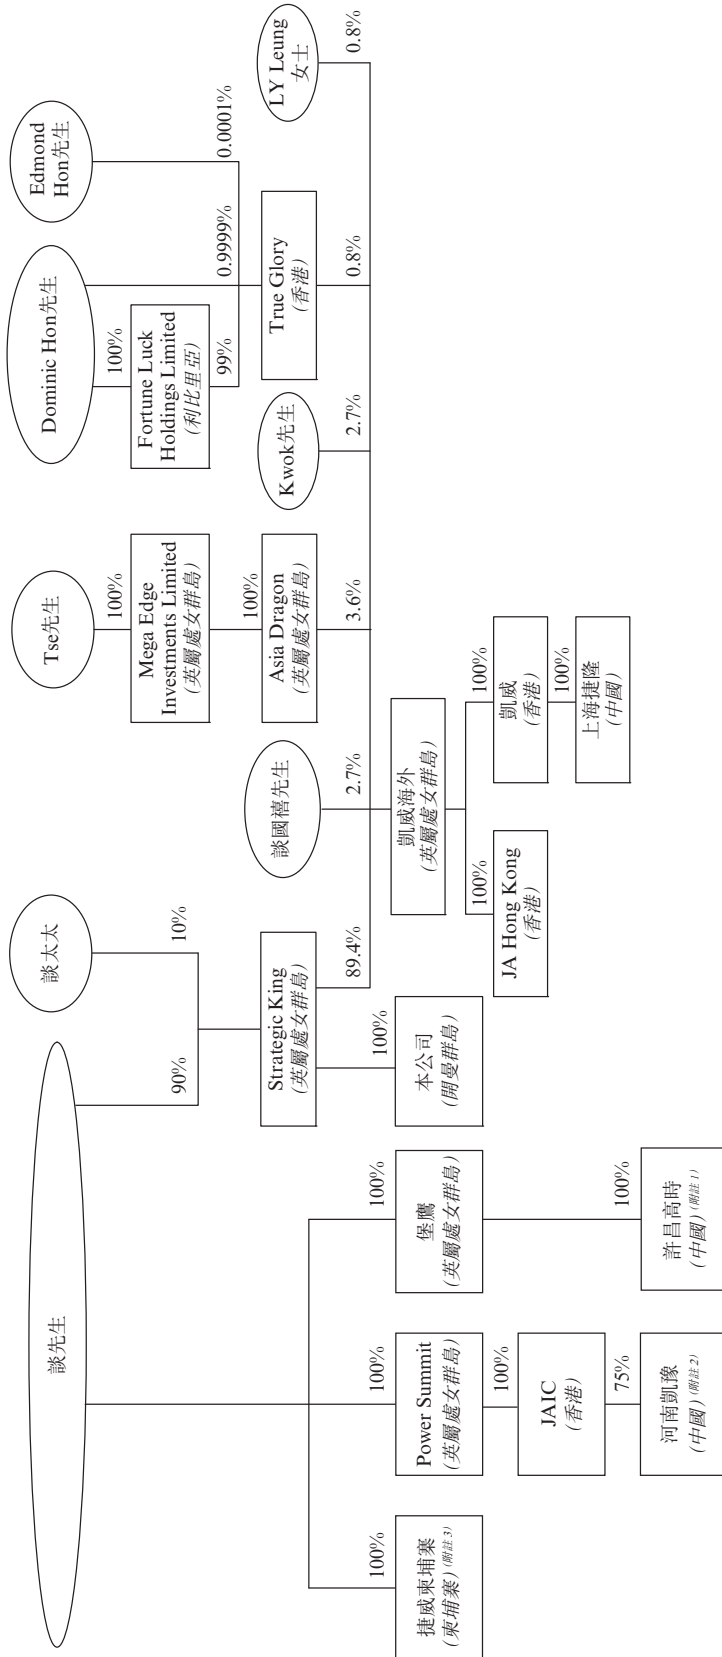 談先生
談太太
Tse先生
Dominic Hon先生
Edmond
Hon先生
90%
10%
100%
100%
Mega Edge
Investments Limited
(英屬處女群島)
Fortune Luck
Holdings Limited
(利比里亞)
100%
99%
0.9999%
0.0001%
Strategic King
(英屬處女群島)
談國禧先生
Asia Dragon
(英屬處女群島)
Kwok先生
True Glory
(香港)
LY Leung
女士
89.4%
2.7%
3.6%
2.7%
0.8%
0.8%
100%
100%
100%
100%
捷威柬埔寨
(柬埔寨)(附註3)
Power Summit
(英屬處女群島)
堡鷹
(英屬處女群島)
本公司
(開曼群島)
凱威海外
(英屬處女群島)
100%
100%
100%
JAIC
(香港)
JA Hong Kong
(香港)
凱威
(香港)
75%
100%
100%
河南凱豫
(中國)(附註2)
許昌高時
(中國)(附註1)
上海捷隆
(中國)